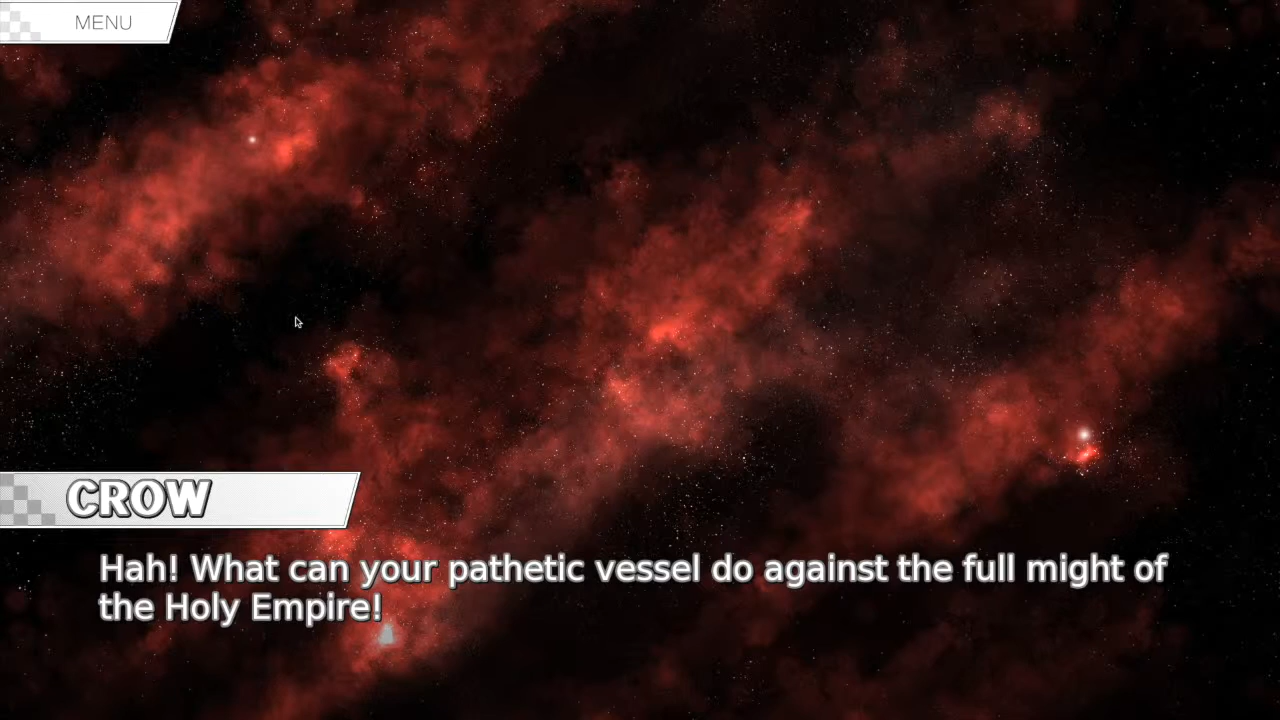 MENU
CROW
Hah! What can your pathetic vessel do against the full might of
the Holy Empire!